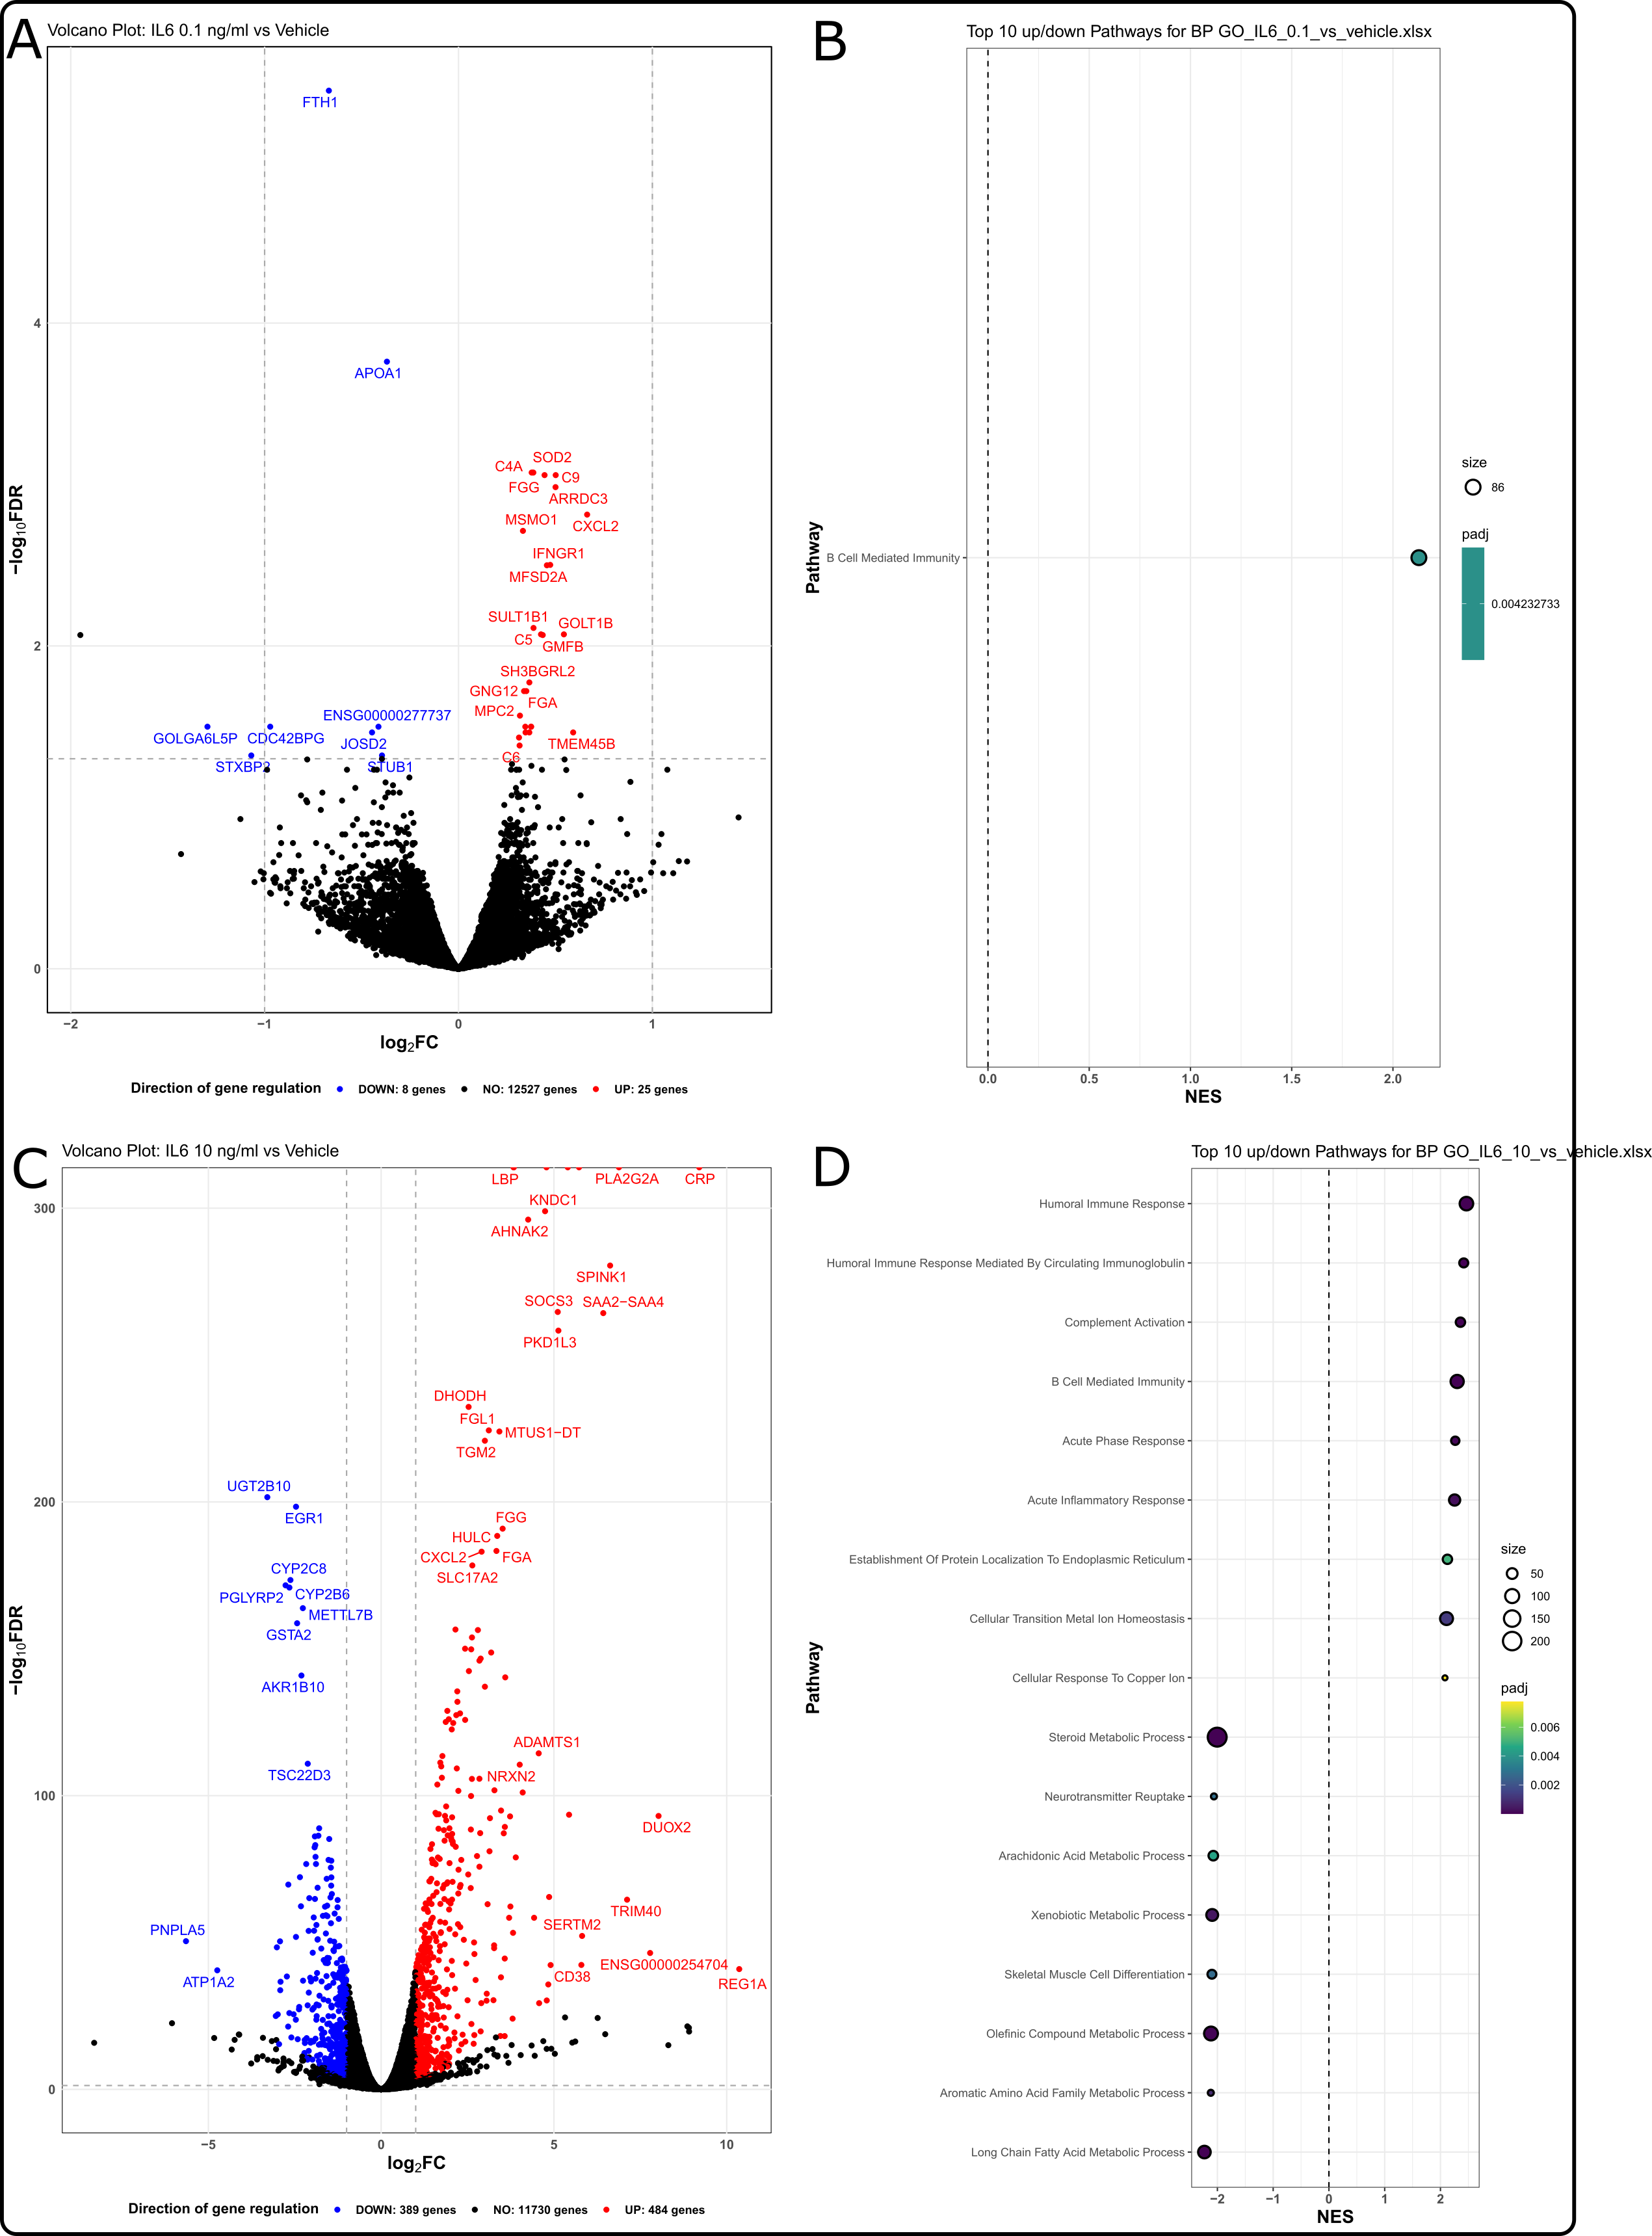 A
Volcano Plot: IL6 0.1 ng/ml vs Vehicle
FTH1
4
APOA1
SOD2
C4A
C9
FGG
ARRDC3
MSMO1
CXCL2
IFNGR1
MFSD2A
−log10FDR
SULT1B1
GOLT1B
C5
GMFB
2
SH3BGRL2
GNG12
FGA
MPC2
ENSG00000277737
GOLGA6L5P
CDC42BPG
JOSD2
TMEM45B
C6
STXBP2
STUB1
0
−2
−1
0
1
log2FC
Direction of gene regulation
DOWN: 8 genes
NO: 12527 genes
UP: 25 genes
B
Top 10 up/down Pathways for BP GO_IL6_0.1_vs_vehicle.xlsx
Pathway
B Cell Mediated Immunity
size
86
padj
0.004232733
0.0
0.5
1.0
1.5
2.0
NES
C
Volcano Plot: IL6 10 ng/ml vs Vehicle
LBP
PLA2G2A
CRP
KNDC1
300
AHNAK2
SPINK1
SOCS3
SAA2−SAA4
PKD1L3
DHODH
FGL1
MTUS1−DT
TGM2
UGT2B10
200
EGR1
FGG
HULC
CXCL2
FGA
CYP2C8
SLC17A2
PGLYRP2
CYP2B6
METTL7B
GSTA2
−log10FDR
AKR1B10
ADAMTS1
TSC22D3
NRXN2
100
DUOX2
TRIM40
SERTM2
PNPLA5
ENSG00000254704
CD38
ATP1A2
REG1A
0
−5
0
5
10
log2FC
Direction of gene regulation
DOWN: 389 genes
NO: 11730 genes
UP: 484 genes
D
Top 10 up/down Pathways for BP GO_IL6_10_vs_vehicle.xlsx
Humoral Immune Response
Humoral Immune Response Mediated By Circulating Immunoglobulin
Complement Activation
B Cell Mediated Immunity
Acute Phase Response
Acute Inflammatory Response
Establishment Of Protein Localization To Endoplasmic Reticulum
Cellular Transition Metal Ion Homeostasis
Cellular Response To Copper Ion
Pathway
Steroid Metabolic Process
Neurotransmitter Reuptake
Arachidonic Acid Metabolic Process
Xenobiotic Metabolic Process
Skeletal Muscle Cell Differentiation
Olefinic Compound Metabolic Process
Aromatic Amino Acid Family Metabolic Process
Long Chain Fatty Acid Metabolic Process
−2
−1
0
1
2
NES
size
50
100
150
200
padj
0.006
0.004
0.002